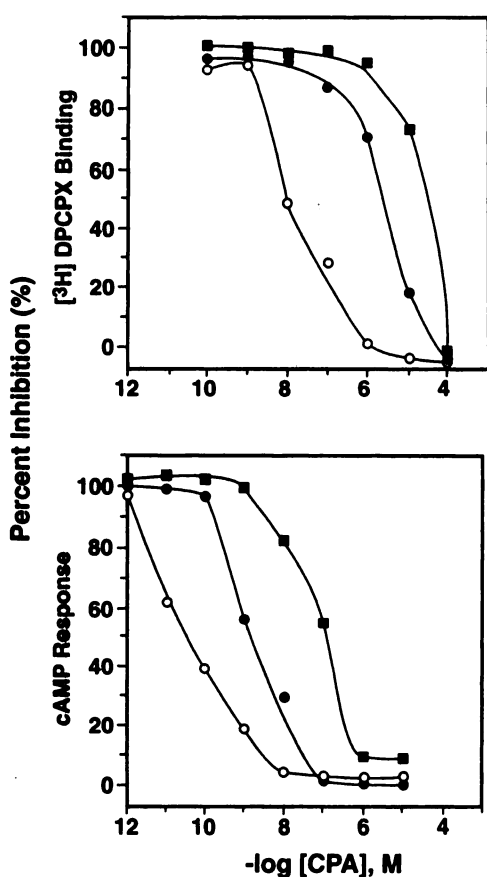 Percent Inhibition (%)
[³H] DPCPX Binding
100
80
60
40
20
0
12 10 8 6 4
cAMP Response
100
80
60
40
20
0
12 10 8 6 4
-log [CPA], M